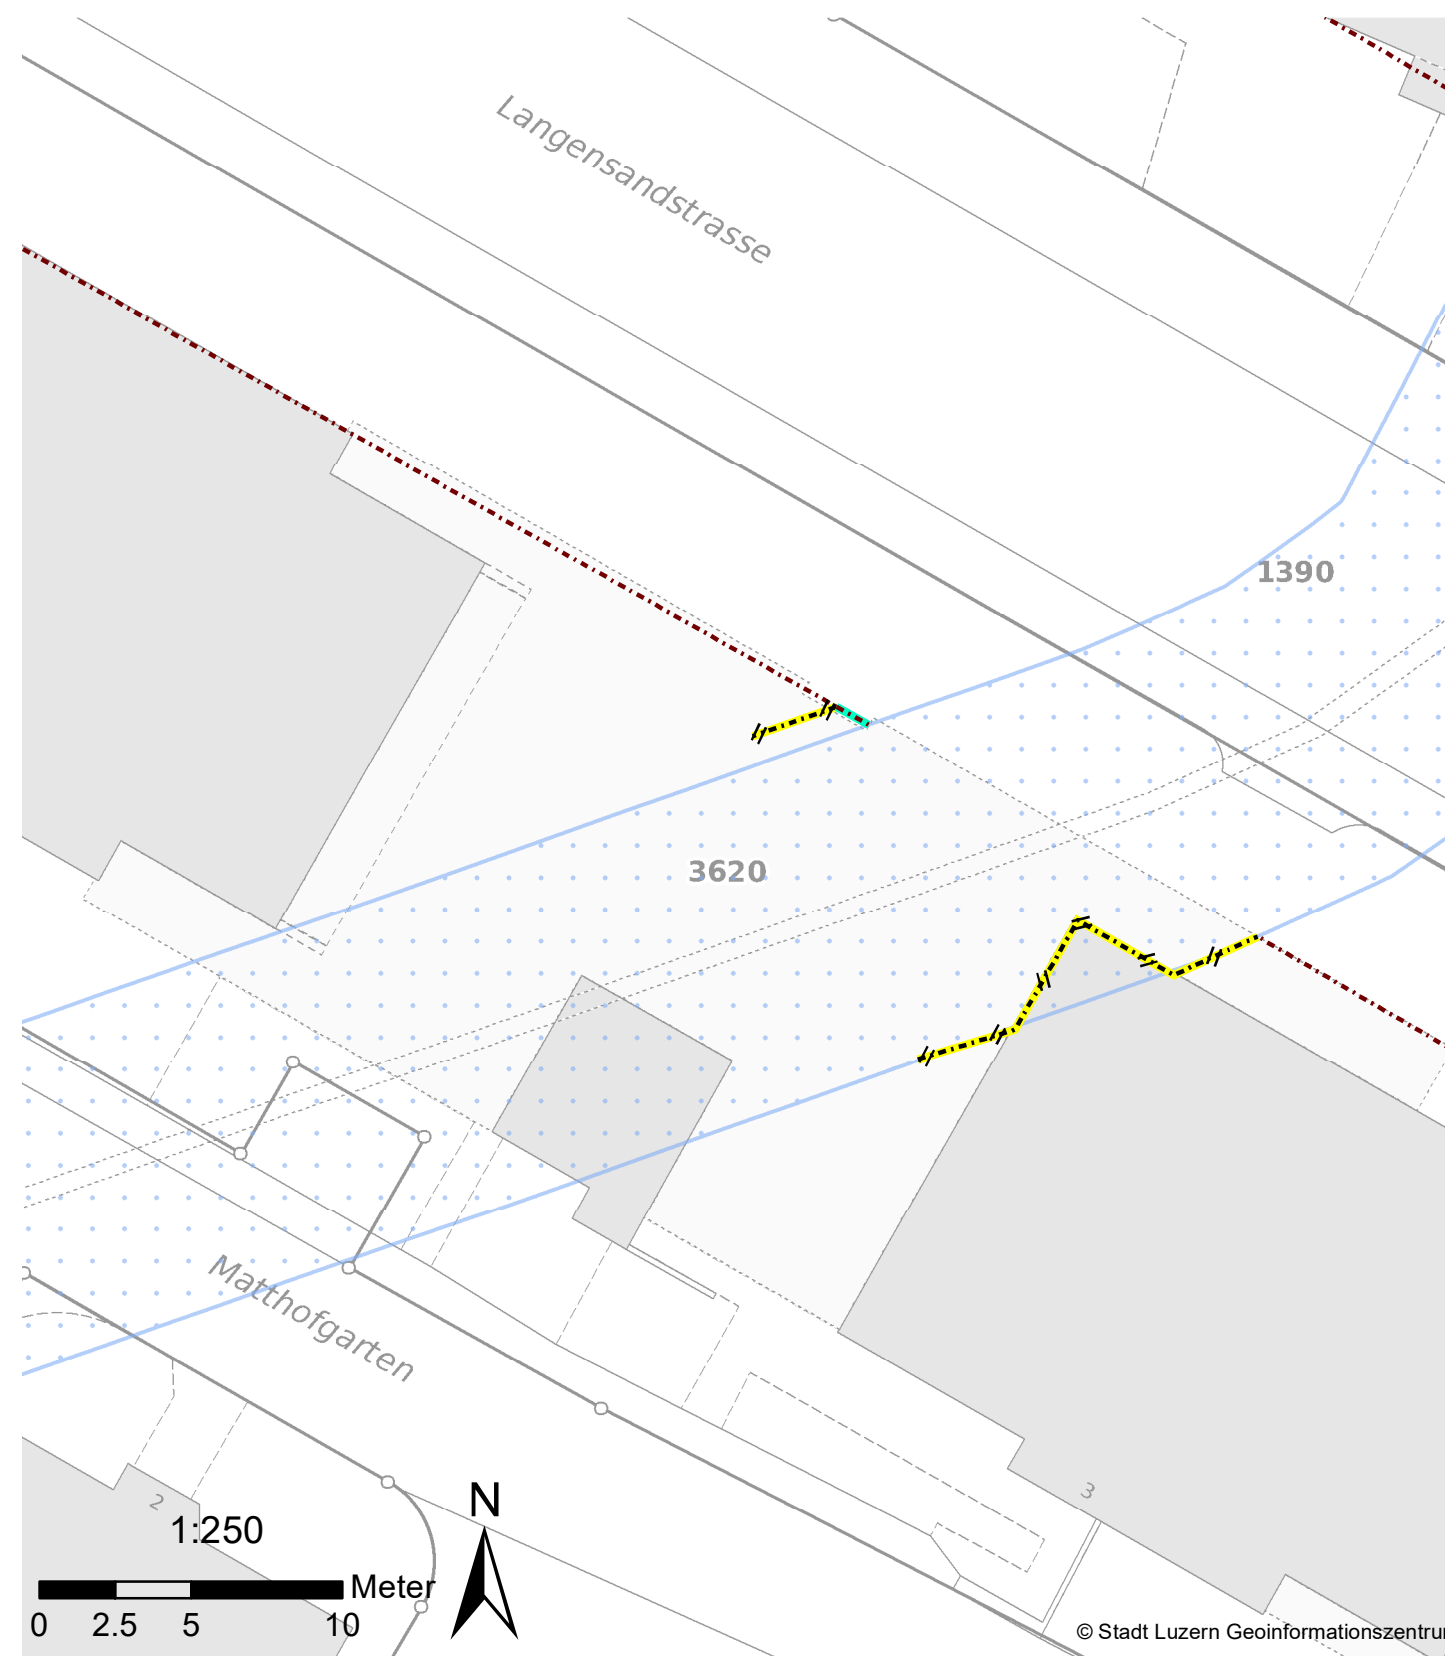 Langensandstrasse
1390
3620
Matthofgarten
3
2
N
1:250
Meter
0 2.5 5 10
© Stadt Luzern Geoinformationszentru